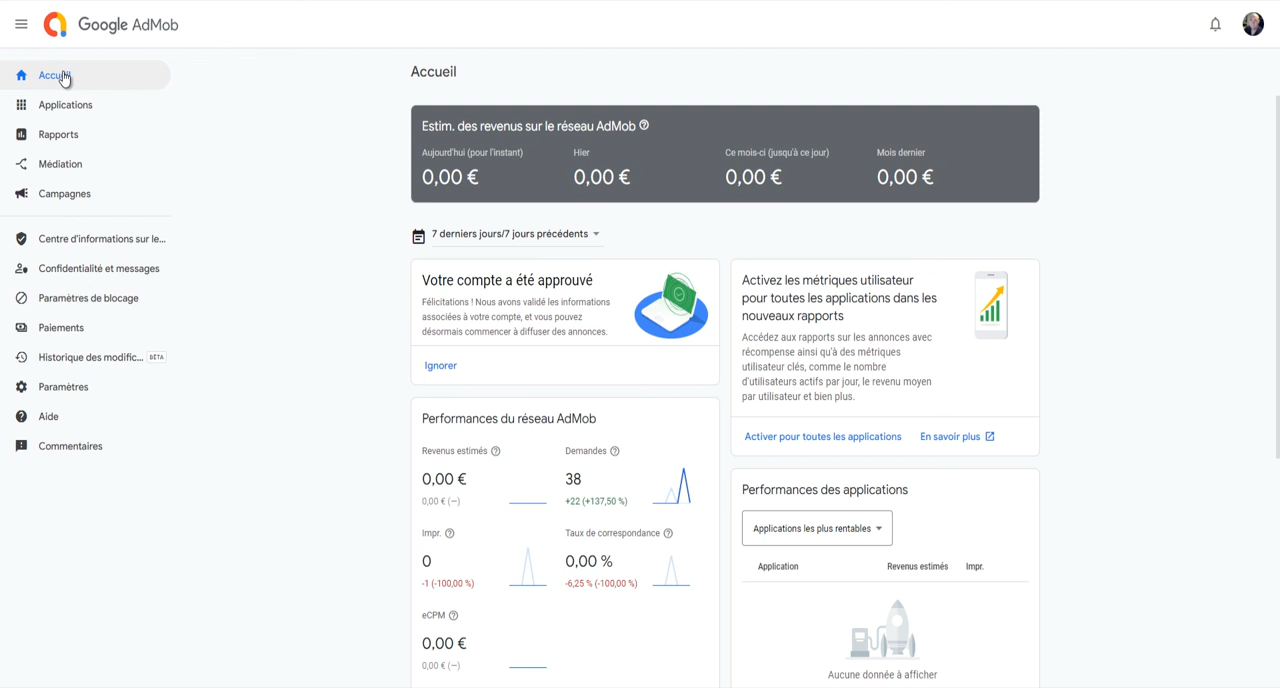 Google AdMob
Accueil
Applications
Rapports
Médiation
Campagnes
Centre d'informations sur le...
Confidentialité et messages
Paramètres de blocage
Paiements
Historique des modific... BÊTA
Paramètres
Aide
Commentaires
Accueil
Estim. des revenus sur le réseau AdMob
Aujourd'hui (pour l'instant) Hier Ce mois-ci (jusqu'à ce jour) Mois dernier
0,00 € 0,00 € 0,00 € 0,00 €
7 derniers jours/7 jours précédents
Votre compte a été approuvé
Félicitations ! Nous avons validé les informations
associées à votre compte, et vous pouvez
désormais commencer à diffuser des annonces.
Ignorer
Activez les métriques utilisateur
pour toutes les applications dans les
nouveaux rapports
Accédez aux rapports sur les annonces avec
récompense ainsi qu'à des métriques
utilisateur clés, comme le nombre
d'utilisateurs actifs par jour, le revenu moyen
par utilisateur et bien plus.
Activer pour toutes les applications En savoir plus
Performances du réseau AdMob
Revenus estimés Demandes
0,00 € 38
0,00 € (—) +22 (+137,50 %)
Impr. Taux de correspondance
0 0,00 %
-1 (-100,00 %) -6,25 % (-100,00 %)
eCPM
0,00 €
0,00 € (—)
Performances des applications
Applications les plus rentables
Application Revenus estimés Impr.
Aucune donnée à afficher